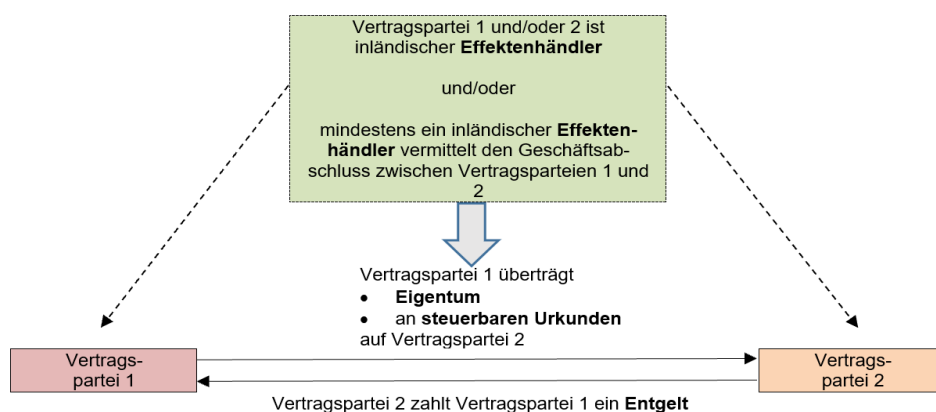 Vertragspartei 1 und/oder 2 ist
inländischer Effektenhändler
und/oder
mindestens ein inländischer Effekten-
händler vermittelt den Geschäftsab-
schluss zwischen Vertragsparteien 1 und
2
Vertragspartei 1 überträgt
• Eigentum
• an steuerbaren Urkunden
auf Vertragspartei 2
Vertrags-
partei 1
Vertrags-
partei 2
Vertragspartei 2 zahlt Vertragspartei 1 ein Entgelt